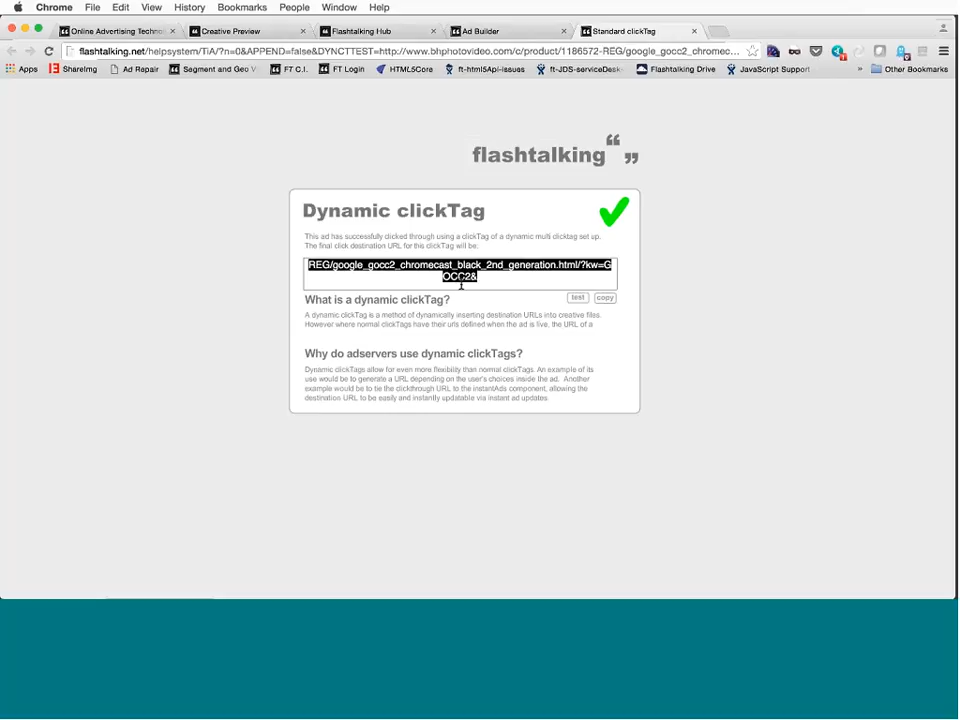 Chrome File Edit View History Bookmarks People Window Help
Online Advertising Technol Creative Preview Flashtalking Hub Ad Builder Standard clickTag
flashtalking.net/helpsystem/TiA/?n=0&APPEND=false&DYNCTTEST=http://www.bhphotovideo.com/c/product/1186572-REG/google_gocc2_chromec...
Apps ShareImg Ad Repair Segment and Geo V FT C.I. FT Login HTML5Core ft-html5Api-issues ft-JDS-serviceDesk Flashtalking Drive JavaScript Support » Other Bookmarks
flashtalking
Dynamic clickTag
This ad has successfully clicked through using a clickTag of a dynamic multi clicktag set up.
The final click destination URL for this clickTag will be:
REG/google_gocc2_chromecast_black_2nd_generation.html/?kw=G
OCC2&
What is a dynamic clickTag? test copy
A dynamic clickTag is a method of dynamically inserting destination URLs into creative files.
However where normal clickTags have their urls defined when the ad is live, the URL of a
Why do adservers use dynamic clickTags?
Dynamic clickTags allow for even more flexibility than normal clickTags. An example of its
use would be to generate a URL depending on the user's choices inside the ad. Another
example would be to tie the clickthrough URL to the instantAds component, allowing the
destination URL to be easily and instantly updatable via instant ad updates.